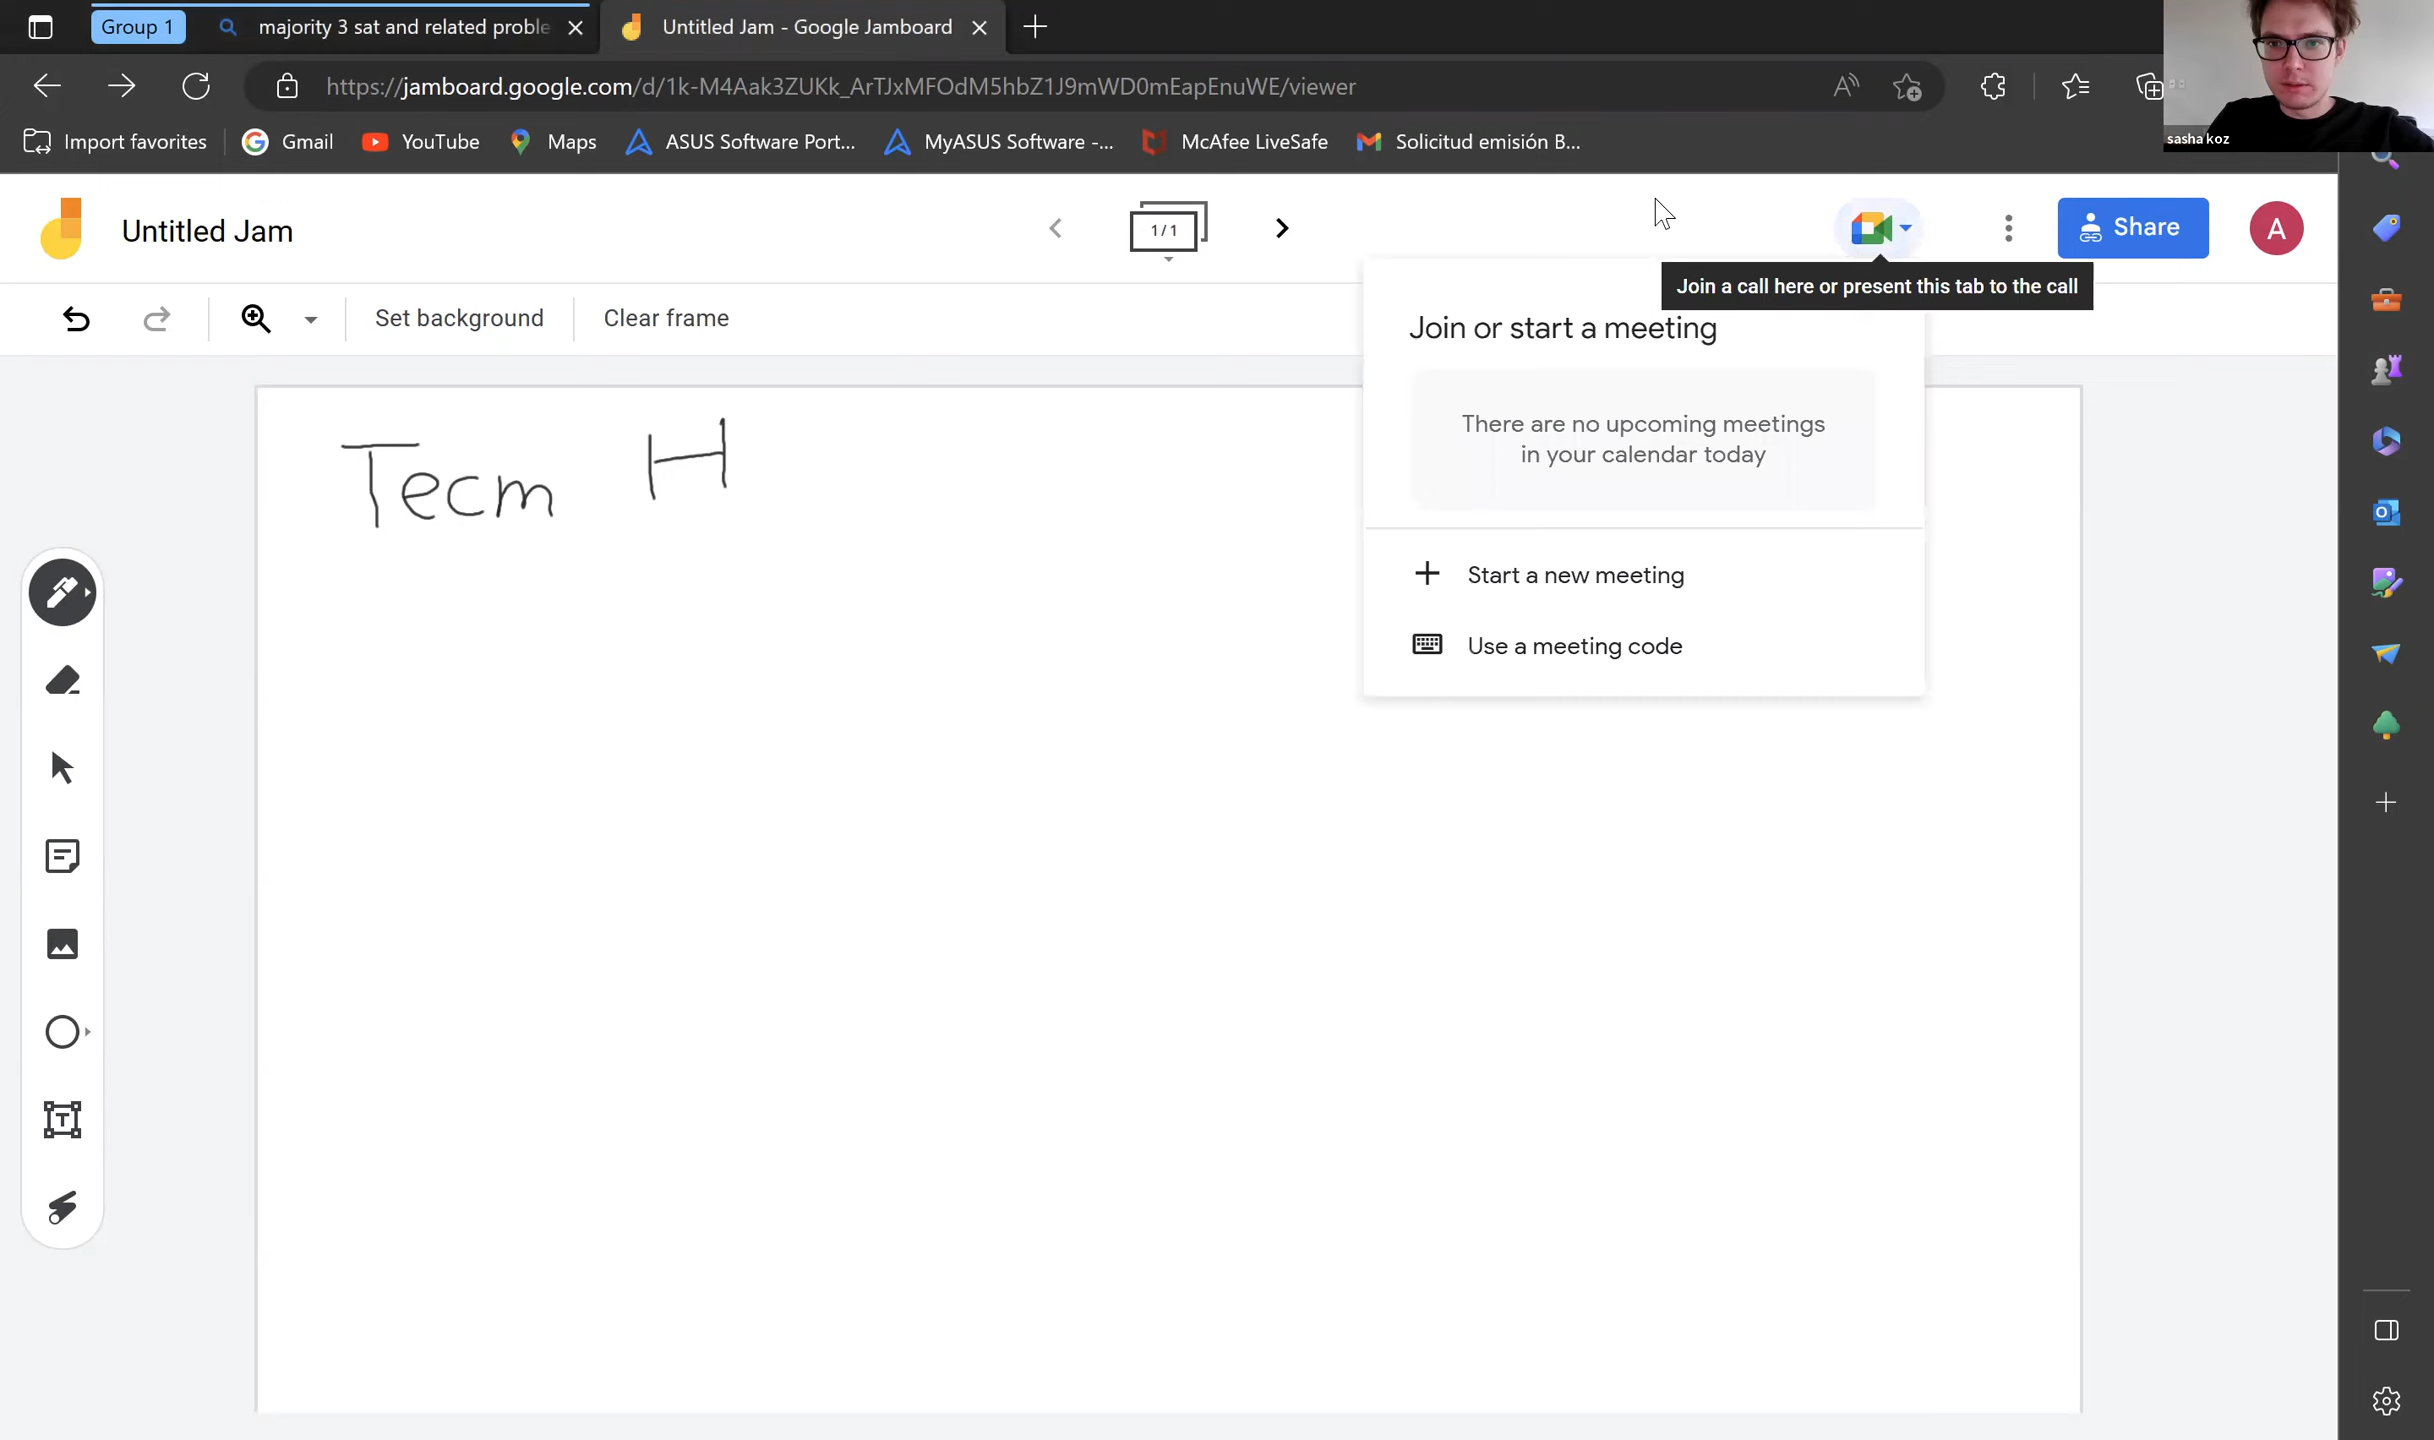 Group 1 majority 3 sat and related proble Untitled Jam - Google Jamboard
https://jamboard.google.com/d/1k-M4Aak3ZUKk_ArTJxMFOdM5hbZ1J9mWD0mEapEnuWE/viewer
sasha koz
Import favorites Gmail YouTube Maps ASUS Software Port... MyASUS Software -... McAfee LiveSafe Solicitud emisión B...
Untitled Jam 1/1 Share A
Join a call here or present this tab to the call
Set background Clear frame
Join or start a meeting
There are no upcoming meetings
in your calendar today
Тест Н
Start a new meeting
Use a meeting code